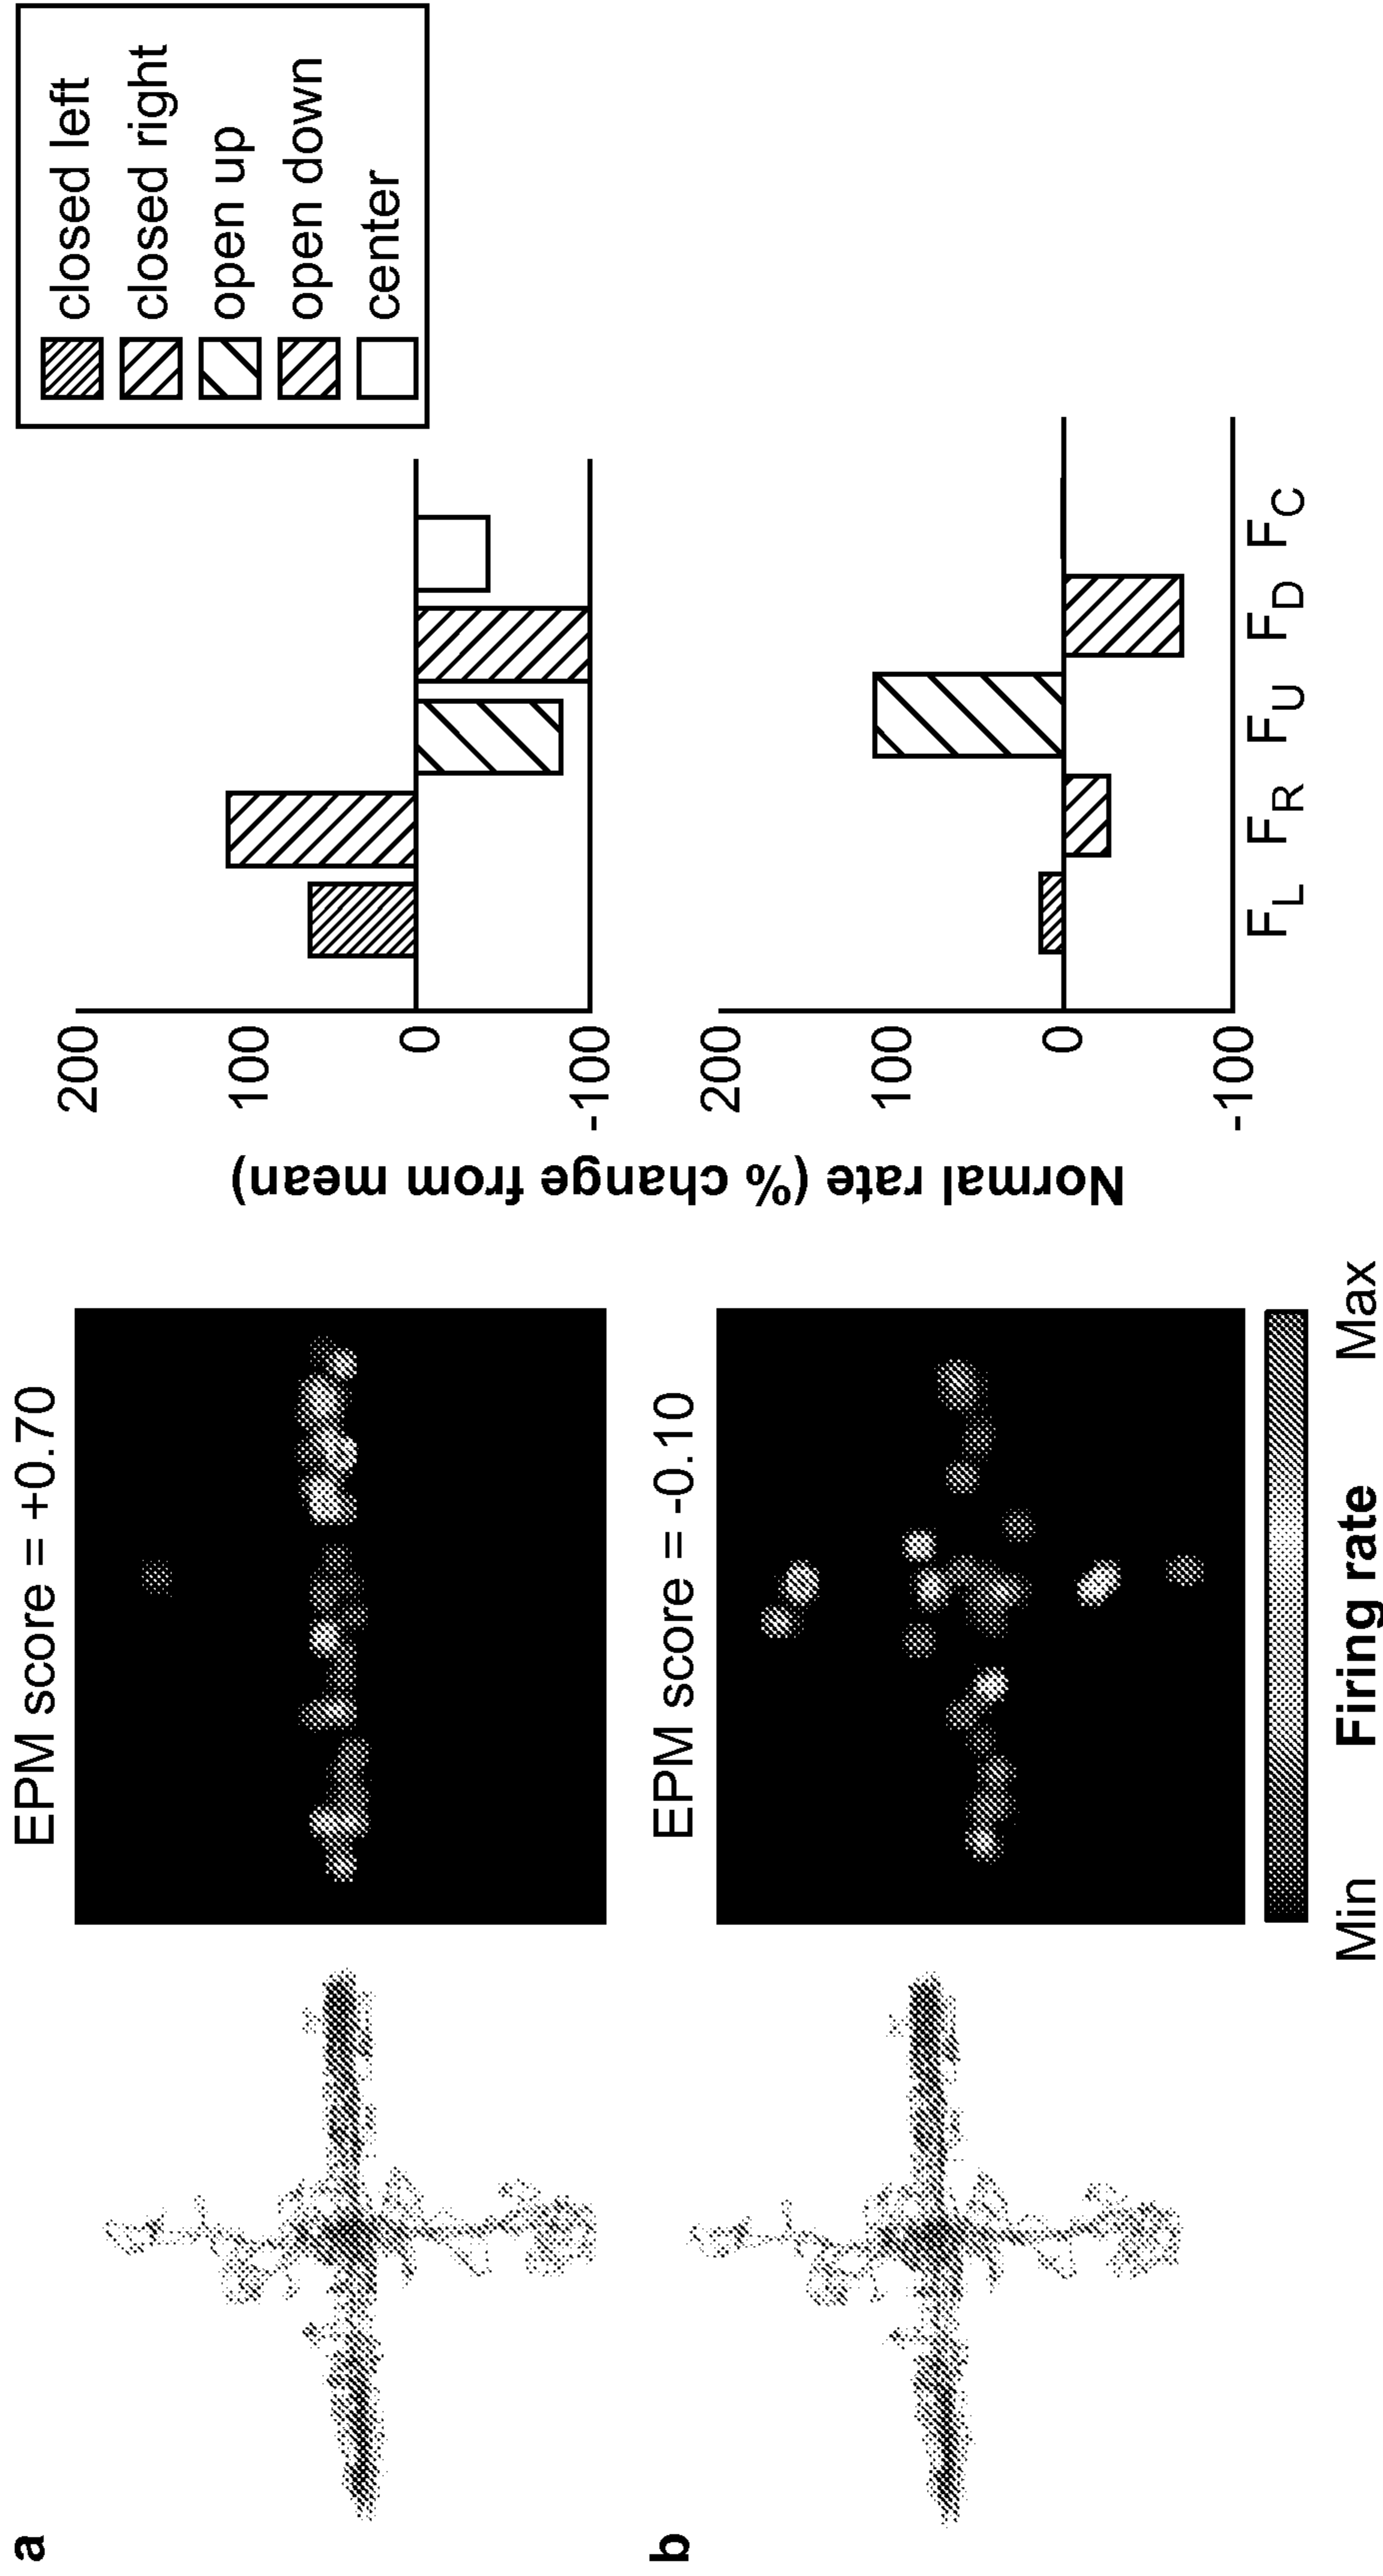 a
EPM score = +0.70
200
100
0
-100
closed left
closed right
open up
open down
center
b
EPM score = -0.10
Normal rate (% change from mean)
200
100
0
-100
FL FR FU FD FC
Min Firing rate Max